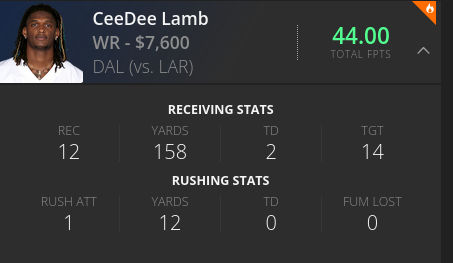 CeeDee Lamb
WR - $7,600
DAL (vs. LAR)
44.00
TOTAL FPTS
RECEIVING STATS
REC YARDS TD TGT
12 158 2 14
RUSHING STATS
RUSH ATT YARDS TD FUM LOST
1 12 0 0